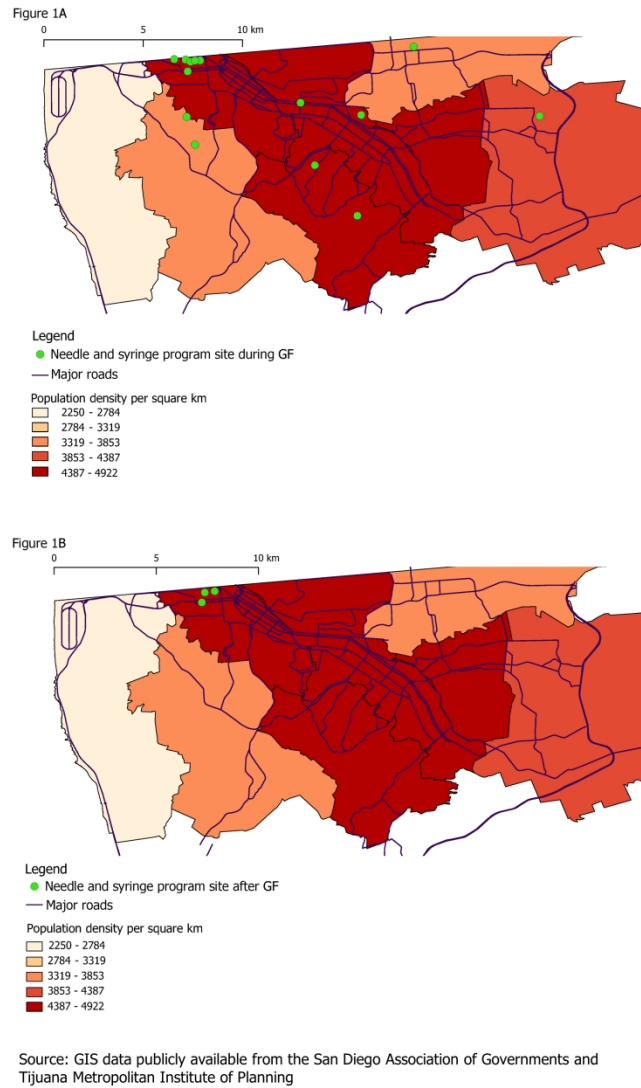 Figure 1A
0 5 10 km
Legend
Needle and syringe program site during GF
Major roads
Population density per square km
2250 - 2784
2784 - 3319
3319 - 3853
3853 - 4387
4387 - 4922
Figure 1B
0 5 10 km
Legend
Needle and syringe program site after GF
Major roads
Population density per square km
2250 - 2784
2784 - 3319
3319 - 3853
3853 - 4387
4387 - 4922
Source: GIS data publicly available from the San Diego Association of Governments and
Tijuana Metropolitan Institute of Planning